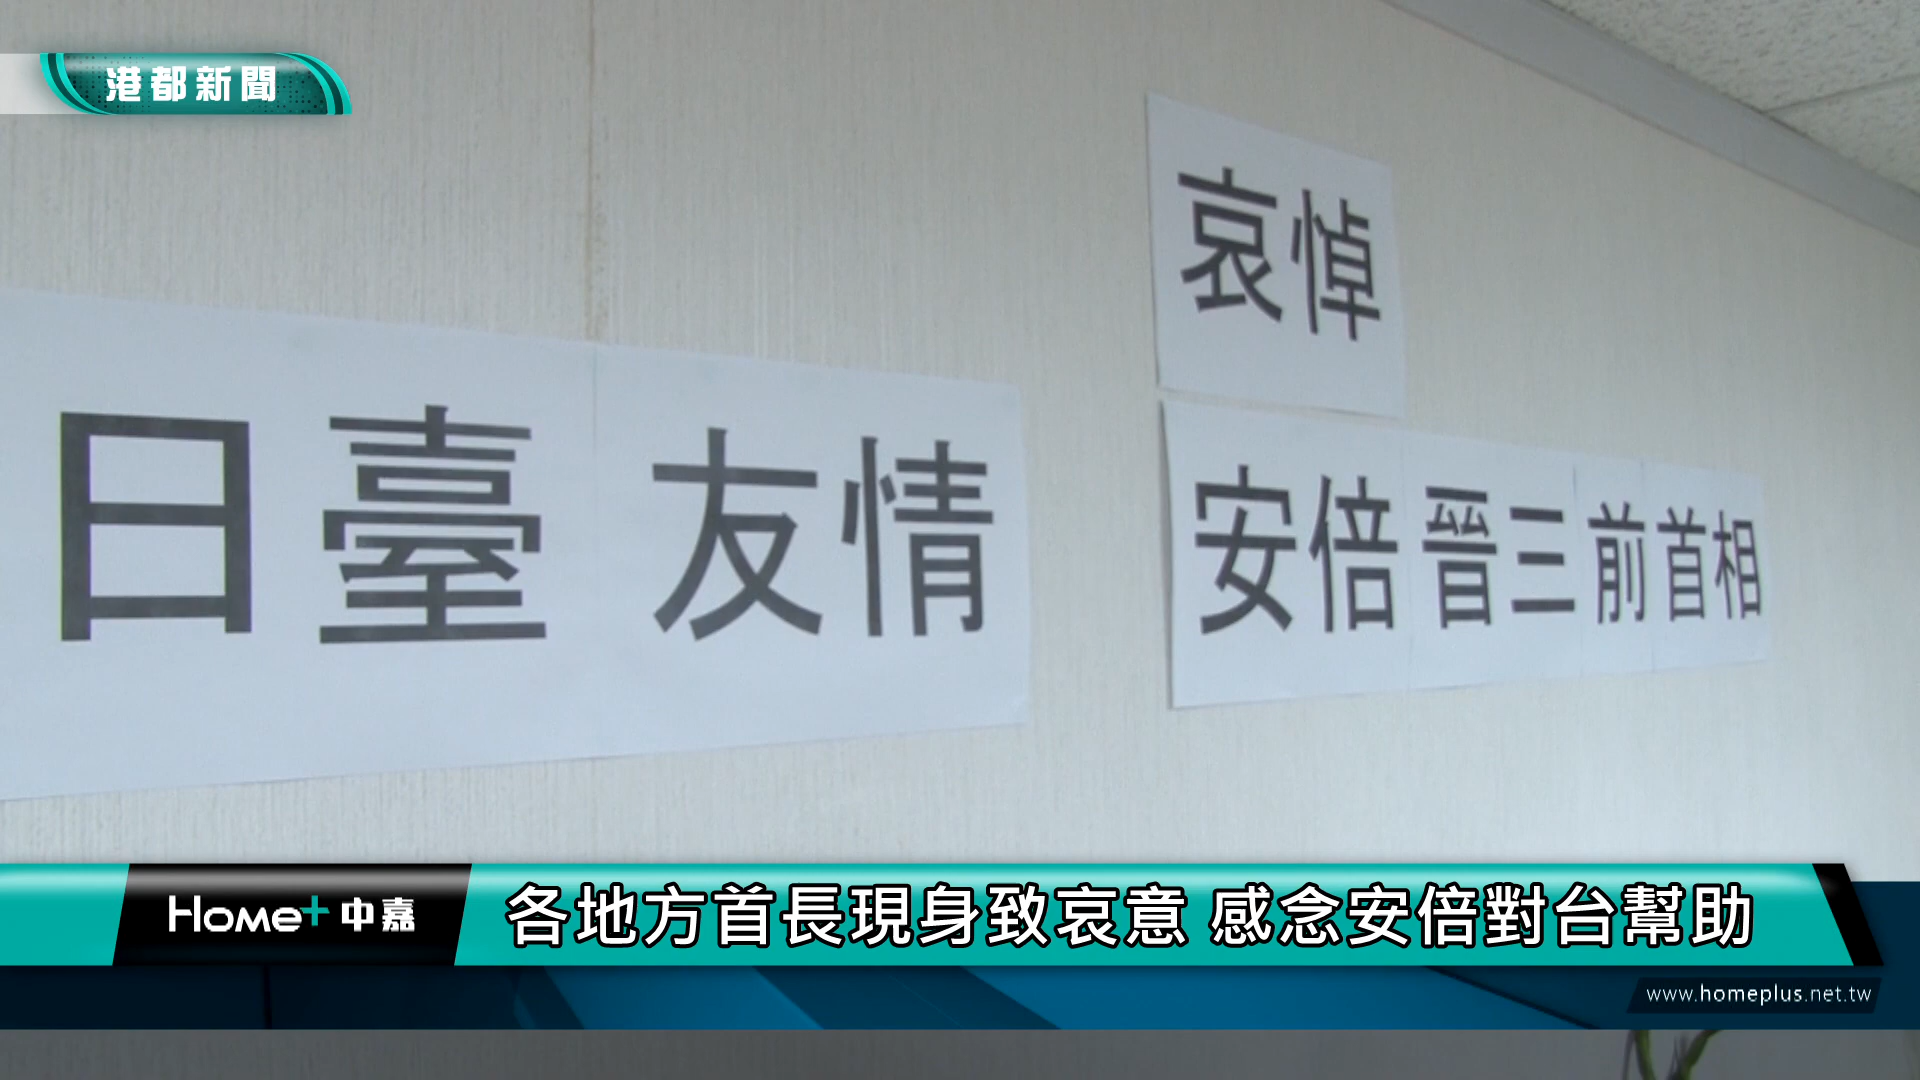 港都新聞
哀悼
日臺友情
安倍晉三前首相
Home+中嘉
各地方首長現身致哀意 感念安倍對台幫助
www.homeplus.net.tw